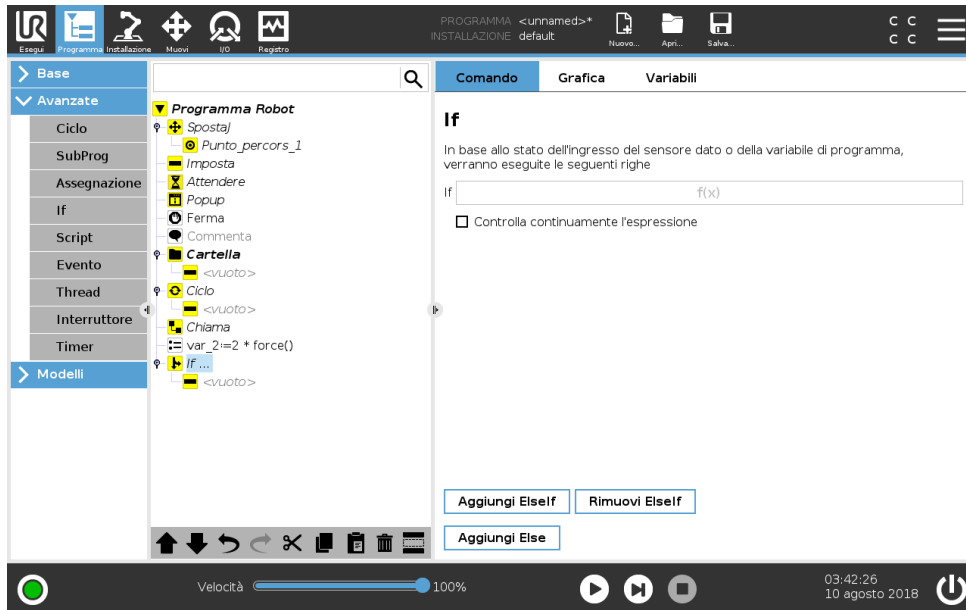 UR
PROGRAMMA <unnamed>*
INSTALLAZIONE default
Esegui Programma Installazione Muovi I/O Registro
Nuovo... Apri... Salva...
C C
C C
Base
Avanzate
Ciclo
SubProg
Assegnazione
If
Script
Evento
Thread
Interruttore
Timer
Modelli
Programma Robot
SpostaJ
Punto_percors_1
Imposta
Attendere
Popup
Ferma
Commenta
Cartella
<vuoto>
Ciclo
<vuoto>
Chiama
var_2:=2 * force()
If ...
<vuoto>
Comando Grafica Variabili
If
In base allo stato dell'ingresso del sensore dato o della variabile di programma,
verranno eseguite le seguenti righe
If f(x)
Controlla continuamente l'espressione
Aggiungi ElseIf Rimuovi ElseIf
Aggiungi Else
Velocità 100%
03:42:26
10 agosto 2018